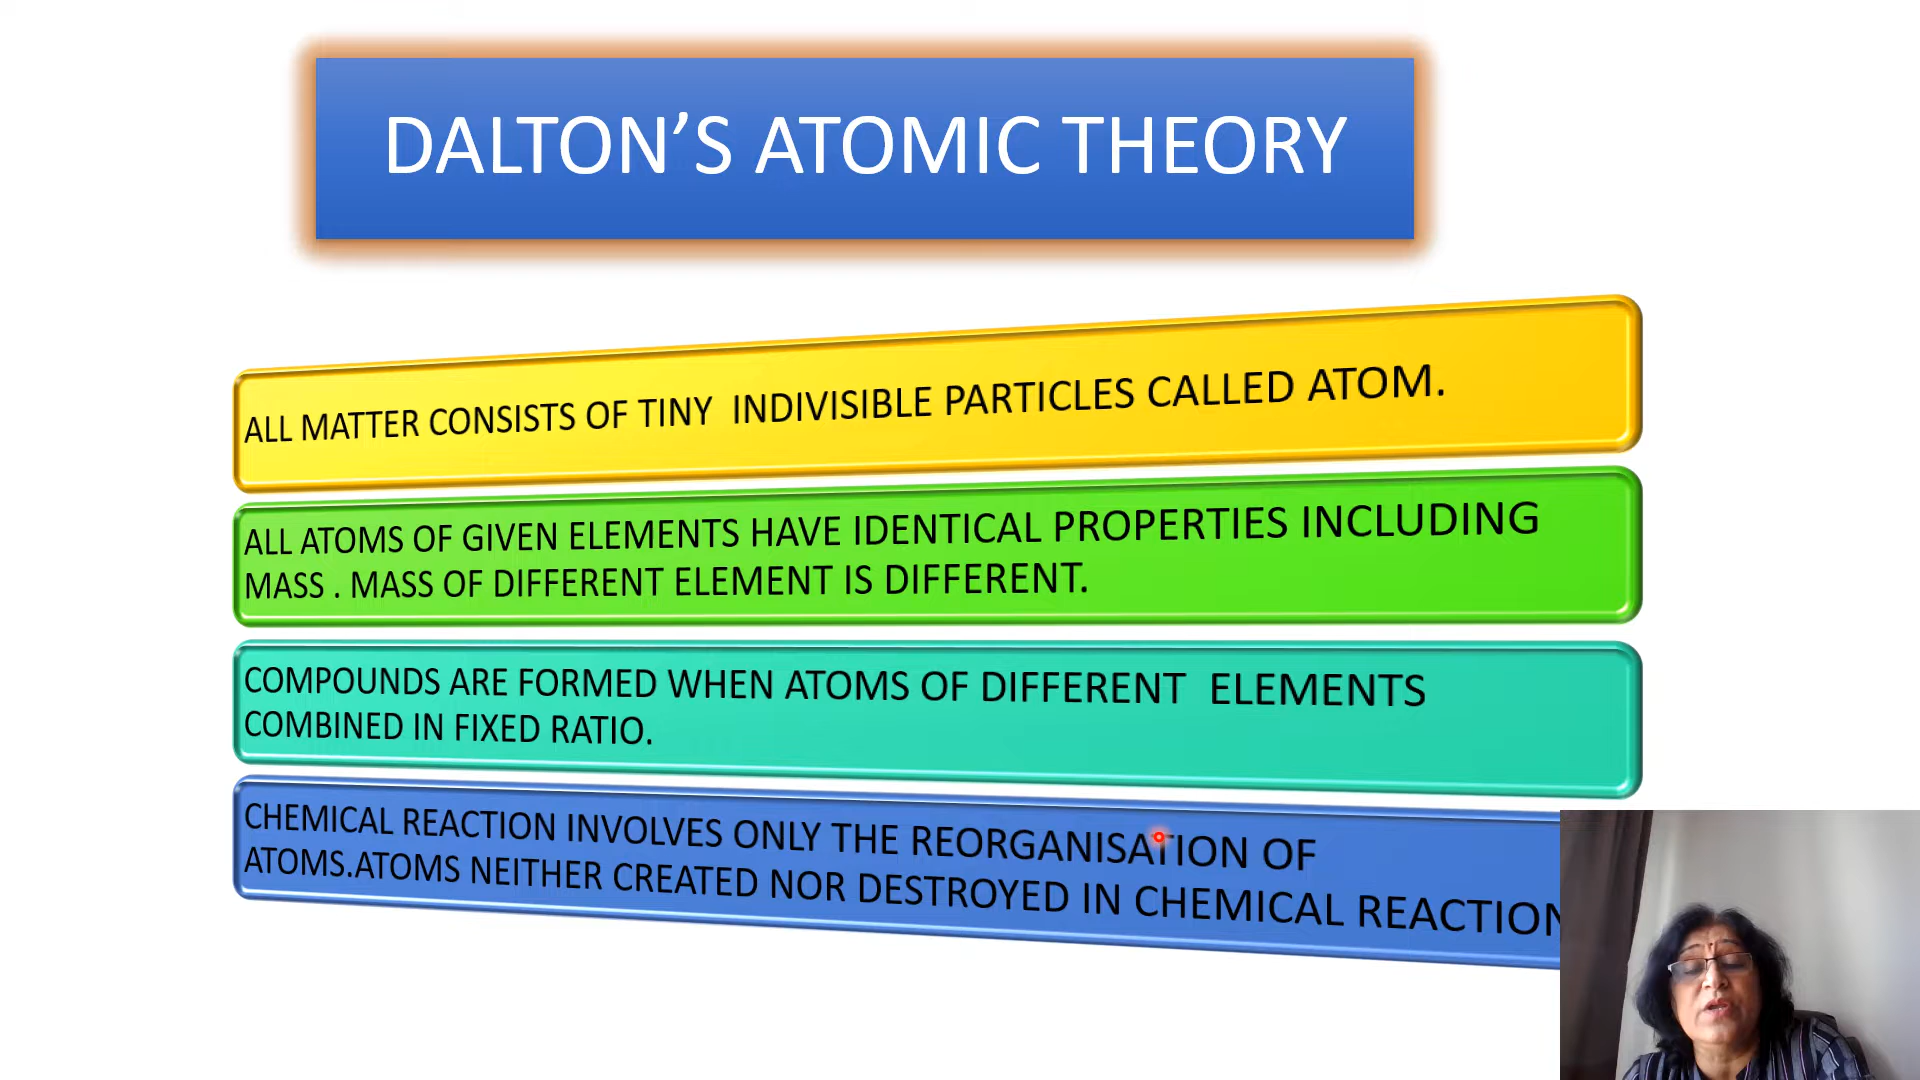 DALTON’S ATOMIC THEORY
ALL MATTER CONSISTS OF TINY INDIVISIBLE PARTICLES CALLED ATOM.
ALL ATOMS OF GIVEN ELEMENTS HAVE IDENTICAL PROPERTIES INCLUDING
MASS . MASS OF DIFFERENT ELEMENT IS DIFFERENT.
COMPOUNDS ARE FORMED WHEN ATOMS OF DIFFERENT ELEMENTS
COMBINED IN FIXED RATIO.
CHEMICAL REACTION INVOLVES ONLY THE REORGANISATION OF
ATOMS.ATOMS NEITHER CREATED NOR DESTROYED IN CHEMICAL REACTION